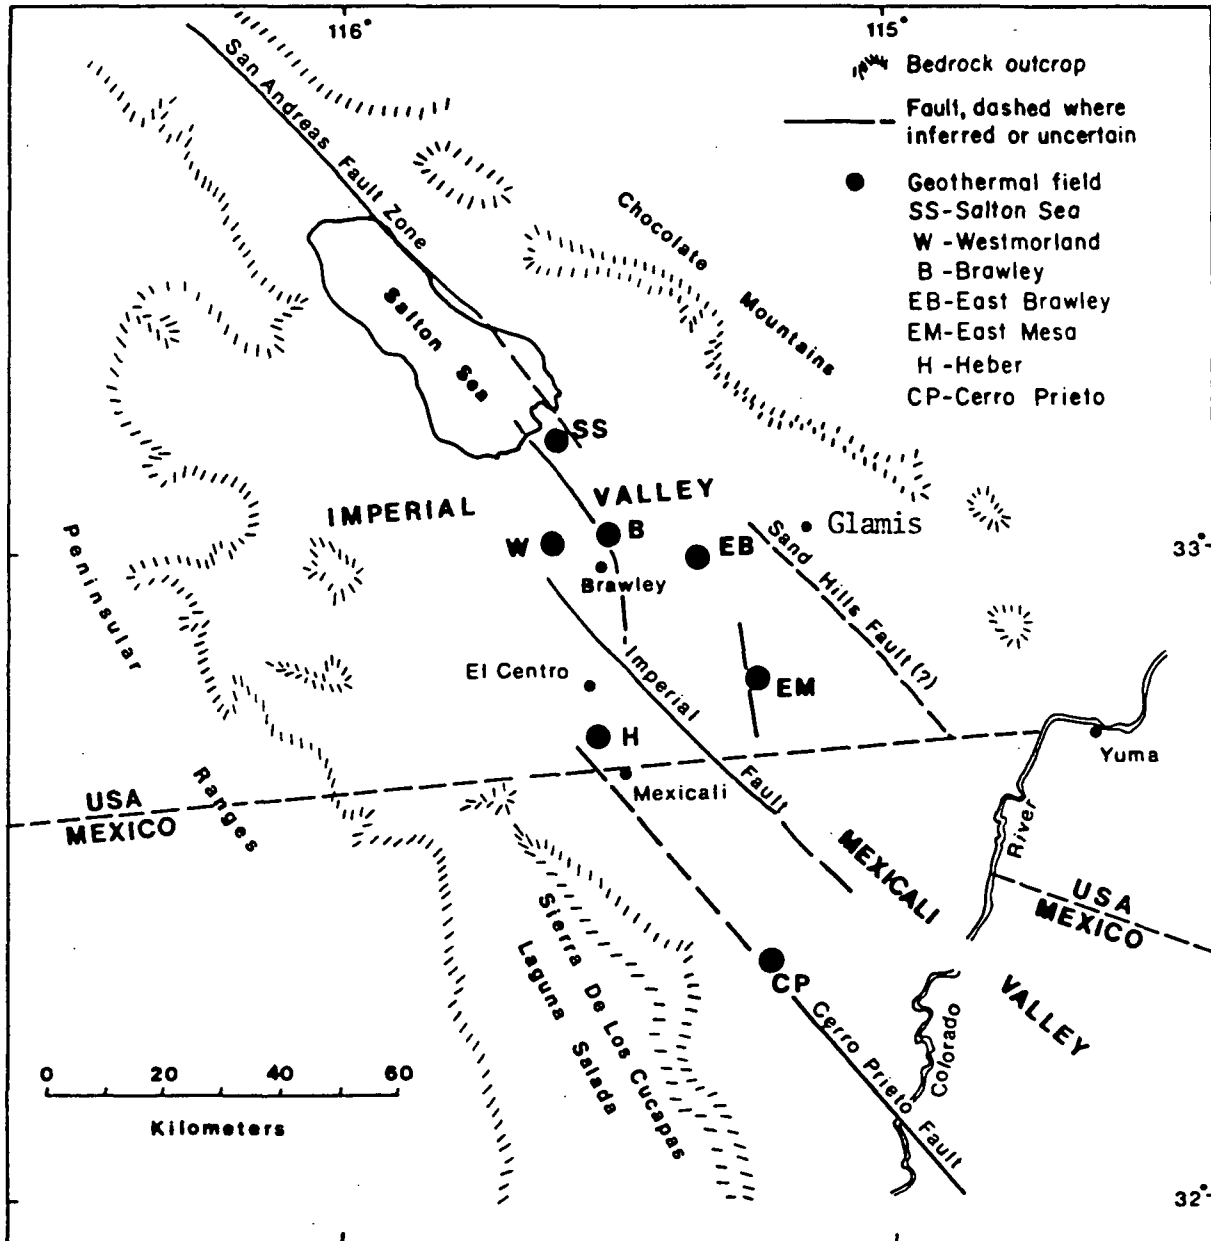 116°
115°
Bedrock outcrop
Fault, dashed where
inferred or uncertain
Geothermal field
SS-Salton Sea
W -Westmorland
B -Brawley
EB-East Brawley
EM-East Mesa
H -Heber
CP-Cerro Prieto
San Andreas Fault Zone
Chocolate
Mountains
Salton Sea
SS
IMPERIAL VALLEY
Glamis
B
W
EB
Brawley
33°
Sand Hills Fault(?)
Peninsular
Ranges
El Centro
Imperial
Fault
EM
H
Mexicali
Yuma
USA
MEXICO
River
MEXICALI
VALLEY
USA
MEXICO
Sierra De Los Cucapas
Laguna Salada
CP
Cerro Prieto Fault
Colorado
0 20 40 60
Kilometers
32°